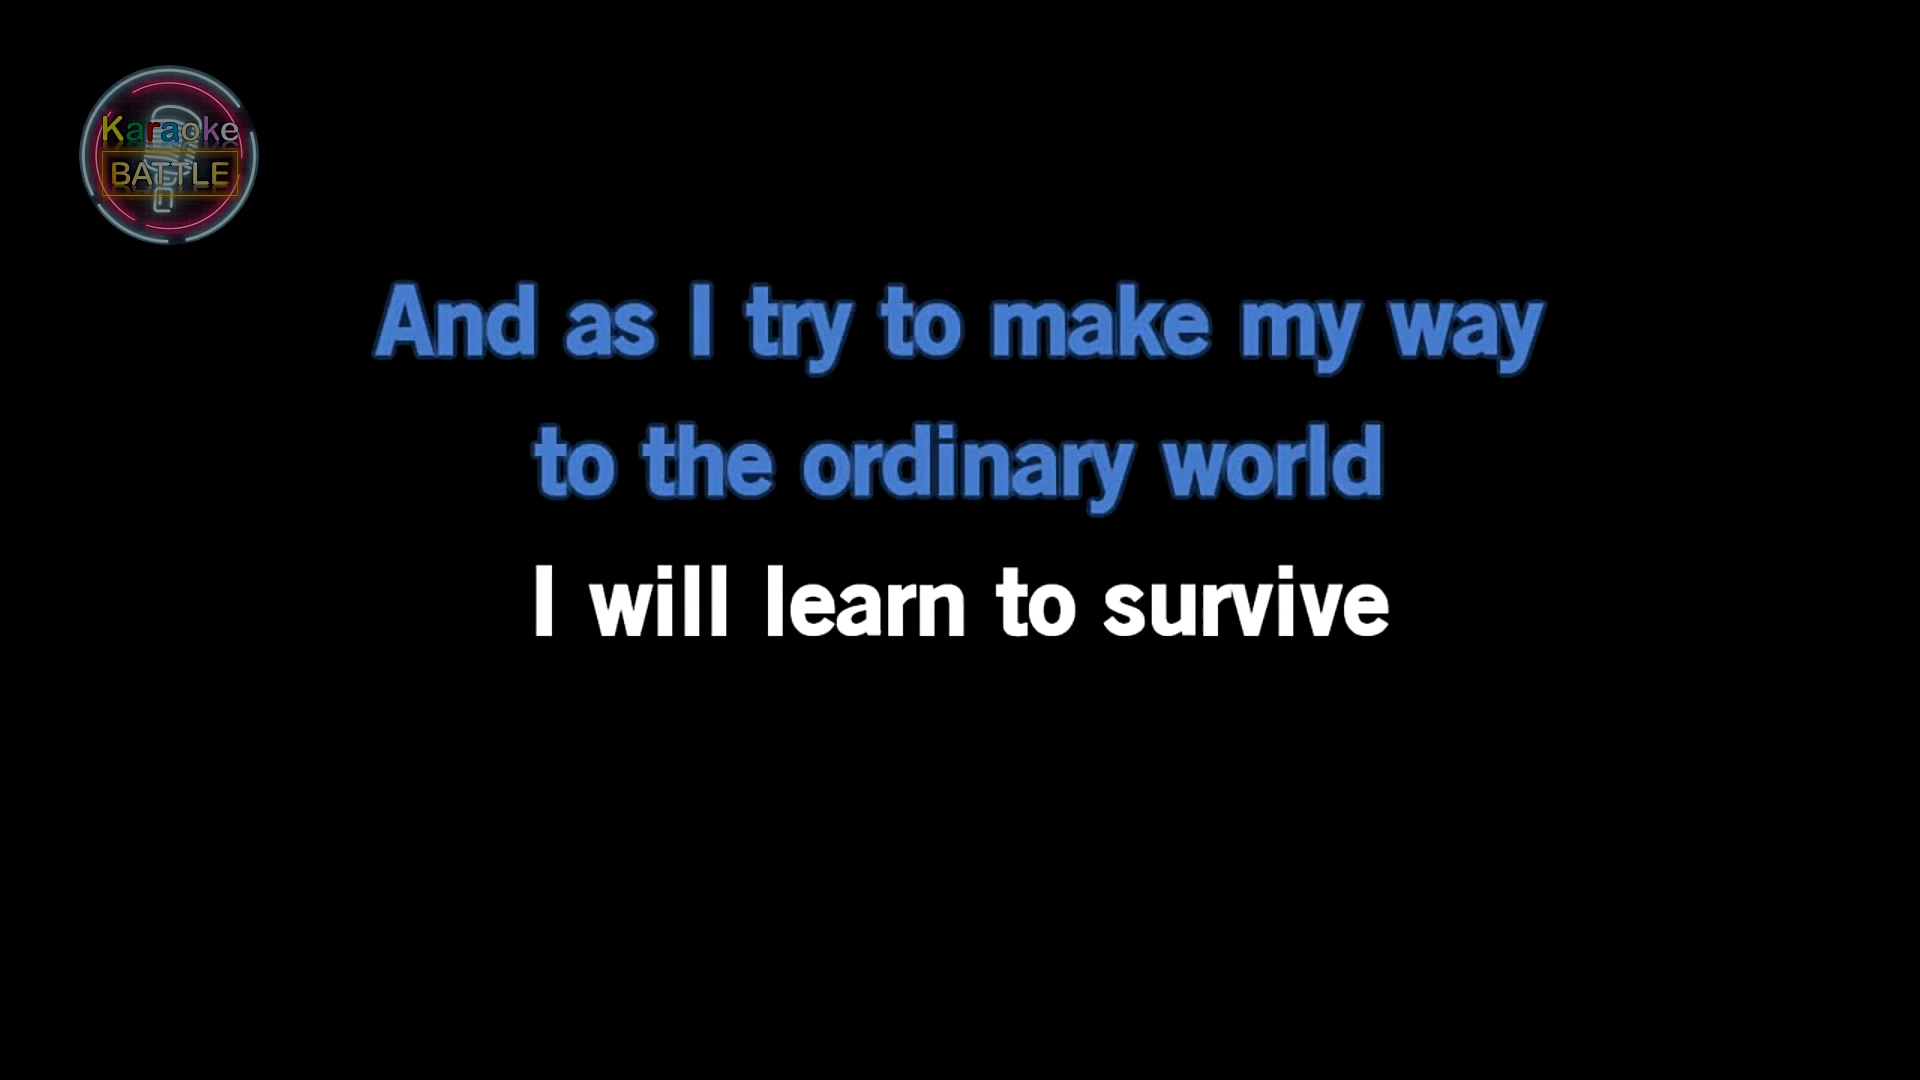 Karaoke
BATTLE
And as I try to make my way
to the ordinary world
I will learn to survive